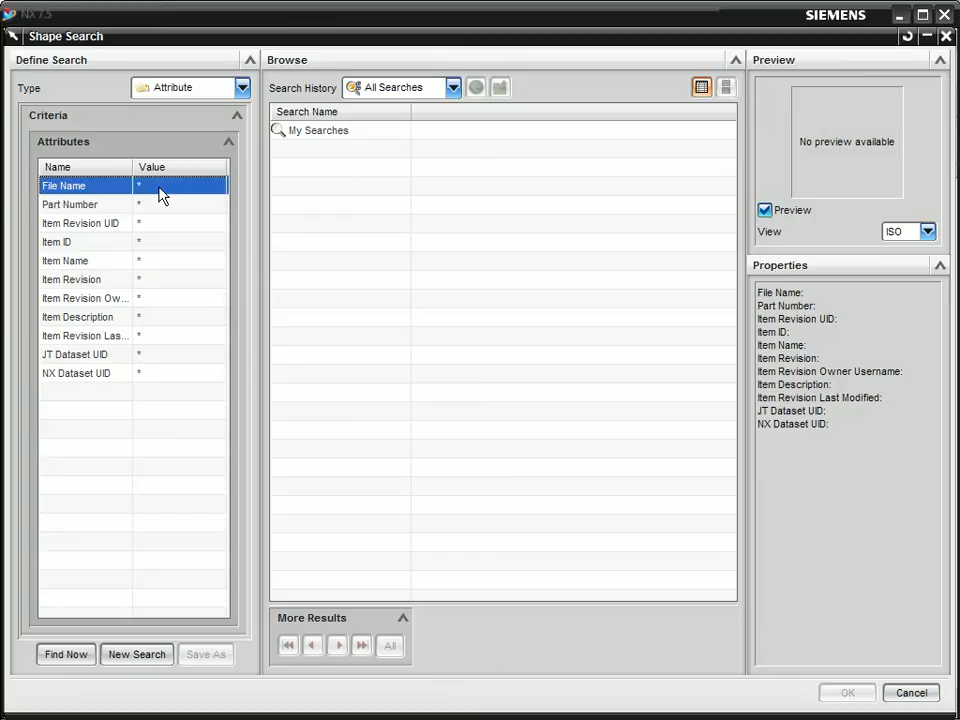 NX 7.5
SIEMENS
Shape Search
Define Search
Type
Attribute
Criteria
Attributes
Name Value
File Name *
Part Number *
Item Revision UID *
Item ID *
Item Name *
Item Revision *
Item Revision Ow... *
Item Description *
Item Revision Las... *
JT Dataset UID *
NX Dataset UID *
Find Now New Search Save As
Browse
Search History All Searches
Search Name
My Searches
More Results
All
Preview
No preview available
Preview
View ISO
Properties
File Name:
Part Number:
Item Revision UID:
Item ID:
Item Name:
Item Revision:
Item Revision Owner Username:
Item Description:
Item Revision Last Modified:
JT Dataset UID:
NX Dataset UID:
OK Cancel